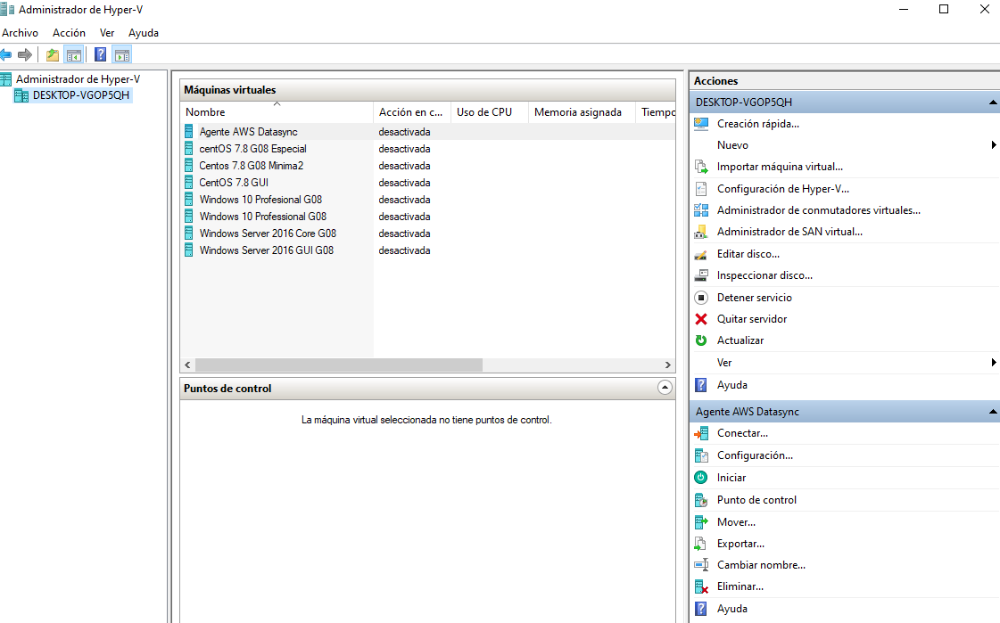 Administrador de Hyper-V
Archivo Acción Ver Ayuda
Administrador de Hyper-V
DESKTOP-VGOP5QH
Máquinas virtuales
Nombre Acción en c... Uso de CPU Memoria asignada Tiempo
Agente AWS Datasync desactivada
centOS 7.8 G08 Especial desactivada
Centos 7.8 G08 Minima2 desactivada
CentOS 7.8 GUI desactivada
Windows 10 Profesional G08 desactivada
Windows 10 Professional G08 desactivada
Windows Server 2016 Core G08 desactivada
Windows Server 2016 GUI G08 desactivada
Puntos de control
La máquina virtual seleccionada no tiene puntos de control.
Acciones
DESKTOP-VGOP5QH
Creación rápida...
Nuevo
Importar máquina virtual...
Configuración de Hyper-V...
Administrador de conmutadores virtuales...
Administrador de SAN virtual...
Editar disco...
Inspeccionar disco...
Detener servicio
Quitar servidor
Actualizar
Ver
Ayuda
Agente AWS Datasync
Conectar...
Configuración...
Iniciar
Punto de control
Mover...
Exportar...
Cambiar nombre...
Eliminar...
Ayuda